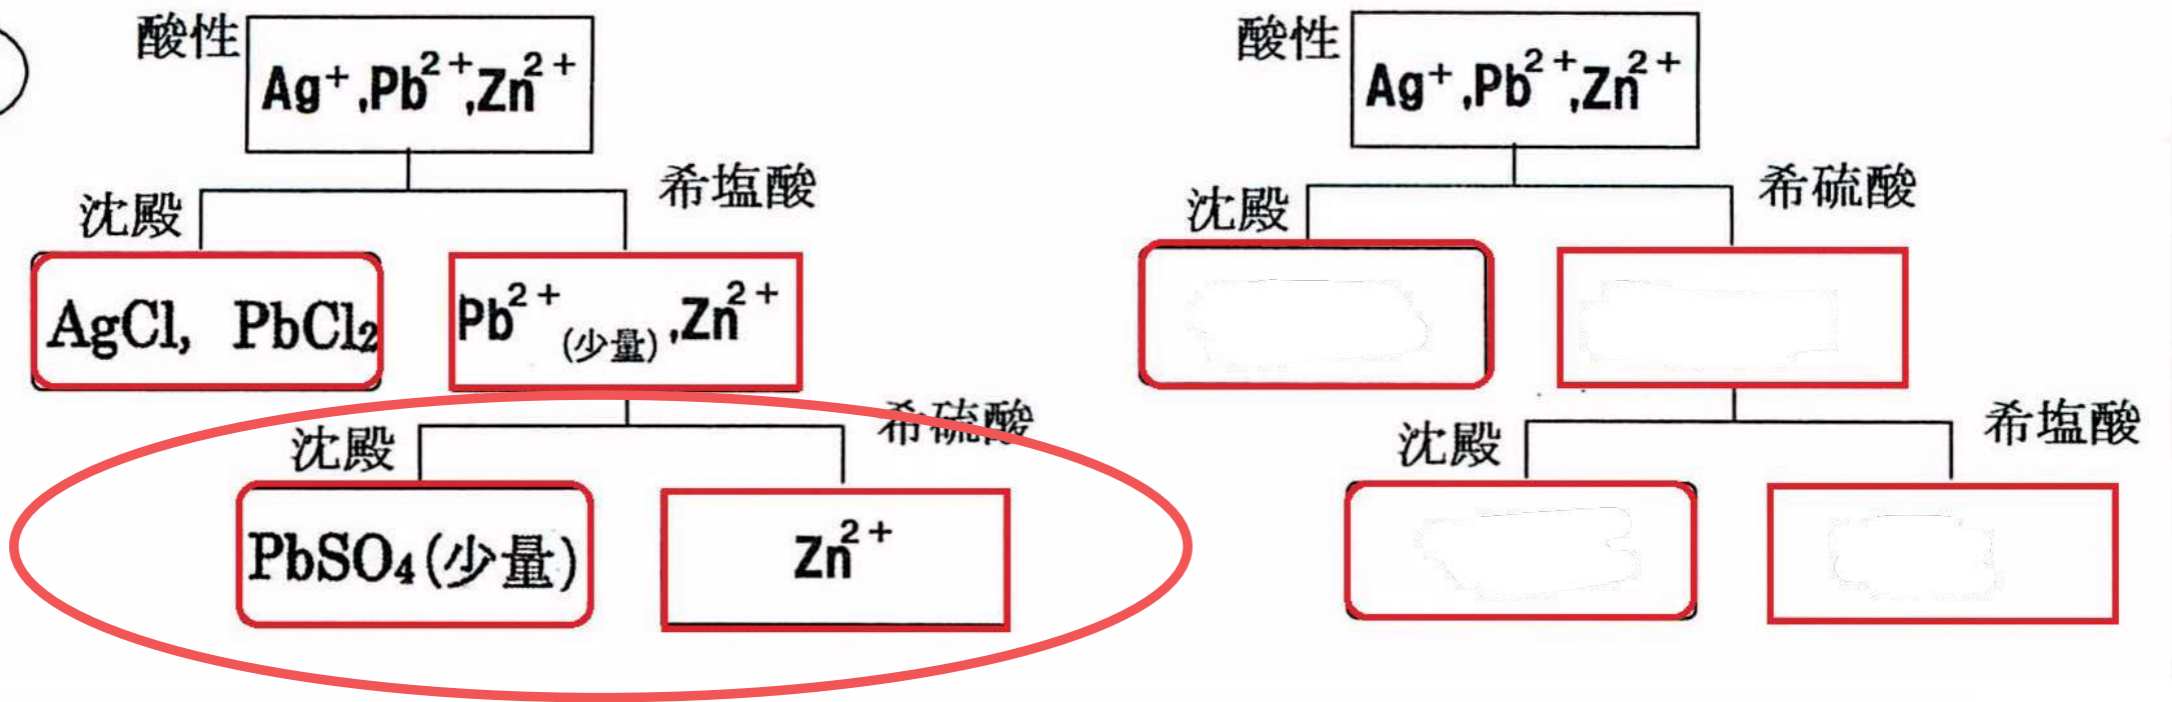 酸性
Ag⁺,Pb²⁺,Zn²⁺
沈殿
希塩酸
AgCl, PbCl₂
Pb²⁺(少量),Zn²⁺
沈殿
希硫酸
PbSO₄(少量)
Zn²⁺
酸性
Ag⁺,Pb²⁺,Zn²⁺
沈殿
希硫酸
沈殿
希塩酸